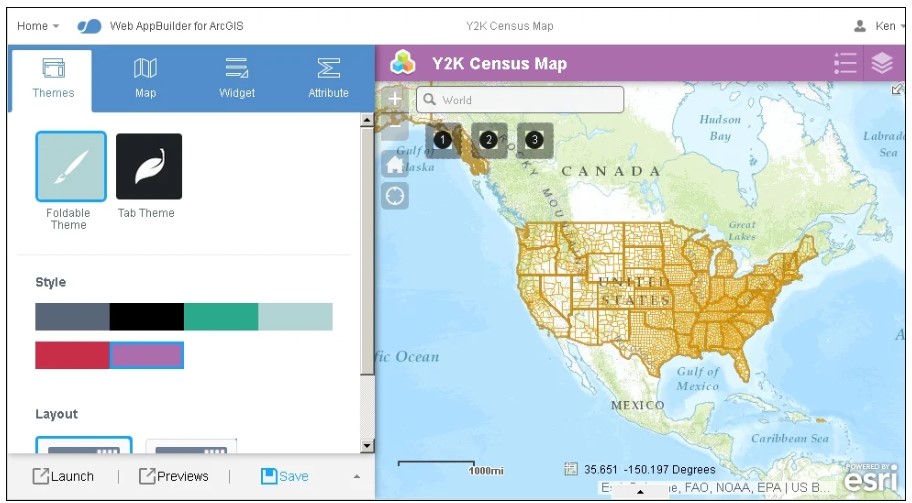 Home
Web AppBuilder for ArcGIS
Y2K Census Map
Ken
Themes
Map
Widget
Attribute
Foldable
Theme
Tab Theme
Style
Layout
Launch
Previews
Save
Y2K Census Map
World
1
2
3
Gulf of
Alaska
ROCKY MOU
Hudson
Bay
Labrad
Sea
CANADA
Great
Lakes
UNITED
STATES
fic Ocean
Gulf of
Mexico
MEXICO
Caribbean Sea
1000mi
35.651 -150.197 Degrees
FAO, NOAA, EPA | US B...
POWERED BY
esri